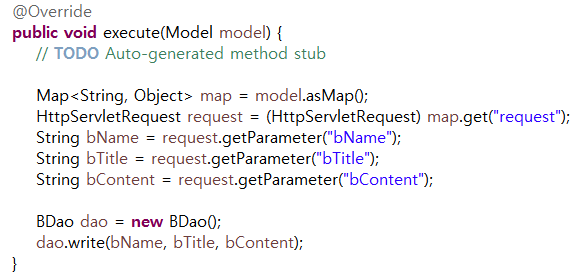 @Override
public void execute(Model model) {
// TODO Auto-generated method stub
Map<String, Object> map = model.asMap();
HttpServletRequest request = (HttpServletRequest) map.get("request");
String bName = request.getParameter("bName");
String bTitle = request.getParameter("bTitle");
String bContent = request.getParameter("bContent");
BDao dao = new BDao();
dao.write(bName, bTitle, bContent);
}